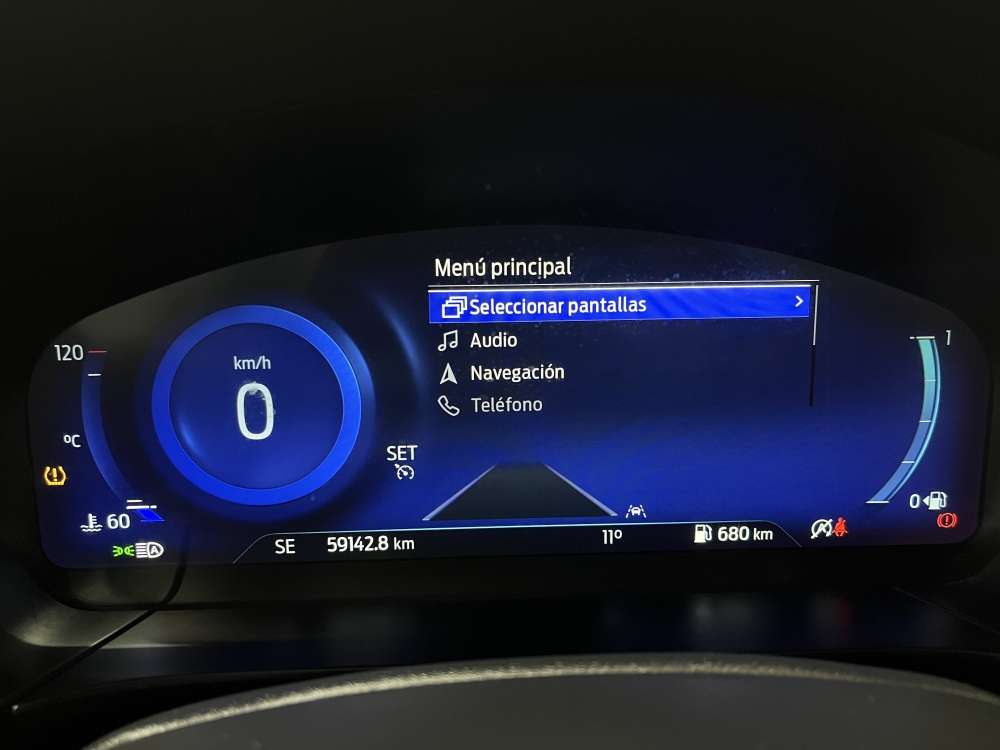 Menú principal
Seleccionar pantallas
Audio
Navegación
Teléfono
120
km/h
0
1
ºC
SET
60
0
A
SE
59142.8 km
11º
680 km